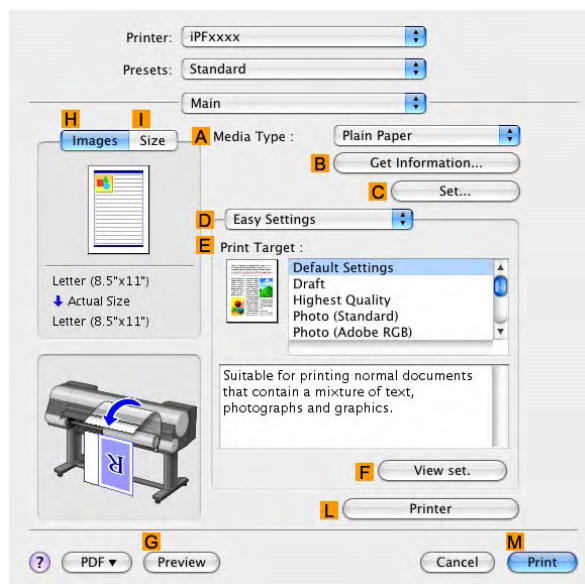 Printer: iPFxxxx
Presets: Standard
Main
H I
Images Size
A Media Type : Plain Paper
B Get Information...
C Set...
D Easy Settings
E Print Target :
Default Settings
Draft
Highest Quality
Photo (Standard)
Photo (Adobe RGB)
Letter (8.5"x11")
Actual Size
Letter (8.5"x11")
Suitable for printing normal documents
that contain a mixture of text,
photographs and graphics.
R
F View set.
L Printer
G M
? PDF Preview Cancel Print